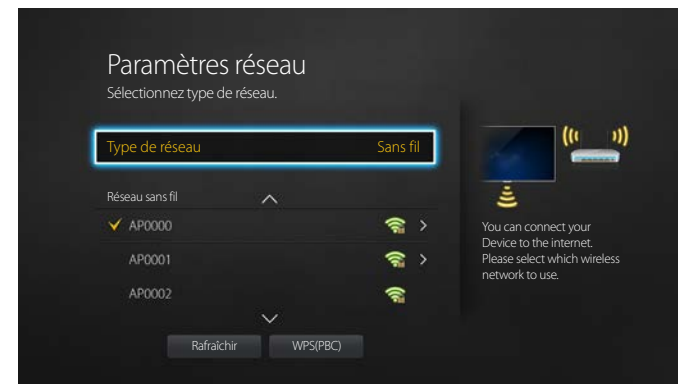 Paramètres réseau
Sélectionnez type de réseau.
Type de réseau Sans fil
Réseau sans fil
AP0000
AP0001
AP0002
Rafraîchir WPS(PBC)
You can connect your
Device to the internet.
Please select which wireless
network to use.